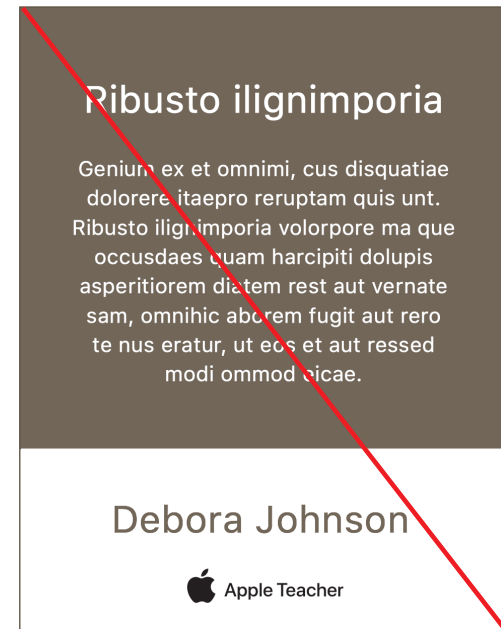 Ribusto ilignimporia
Genium ex et omnimi, cus disquatiae
dolorere itaepro reruptam quis unt.
Ribusto ilignimporia volorpore ma que
occusdaes quam harcipiti dolupis
asperitiorem diatem rest aut vernate
sam, omnihic aborem fugit aut rero
te nus eratur, ut eos et aut ressed
modi ommod eicae.
Debora Johnson
Apple Teacher